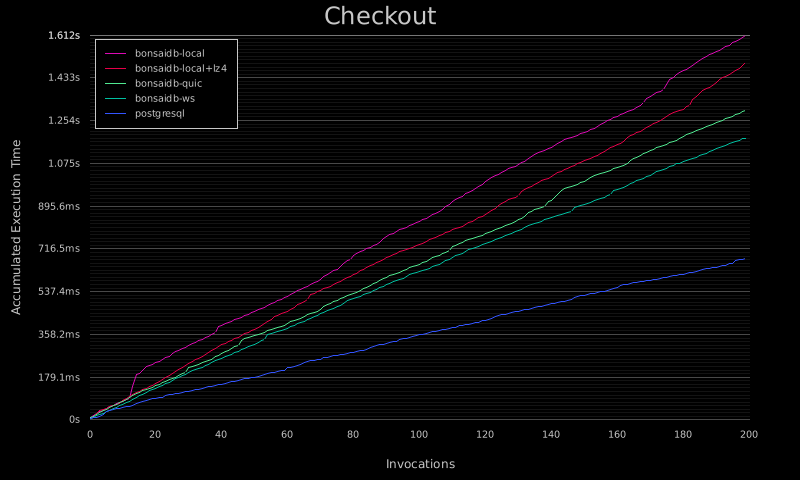 Checkout
1.612s
1.433s
1.254s
1.075s
895.6ms
716.5ms
537.4ms
358.2ms
179.1ms
0s
Accumulated Execution Time
bonsaidb-local
bonsaidb-local+lz4
bonsaidb-quic
bonsaidb-ws
postgresql
0 20 40 60 80 100 120 140 160 180 200
Invocations